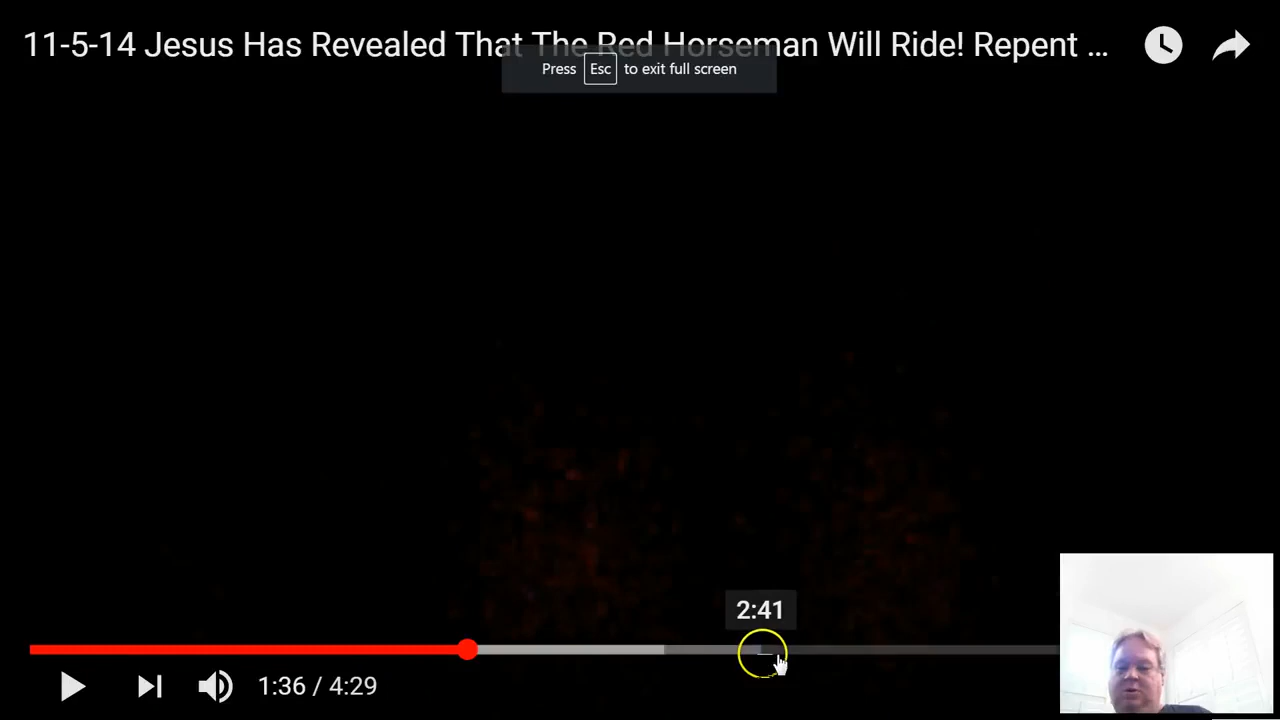 11-5-14 Jesus Has Revealed That The Red Horseman Will Ride! Repent ...
Press Esc to exit full screen
2:41
1:36 / 4:29